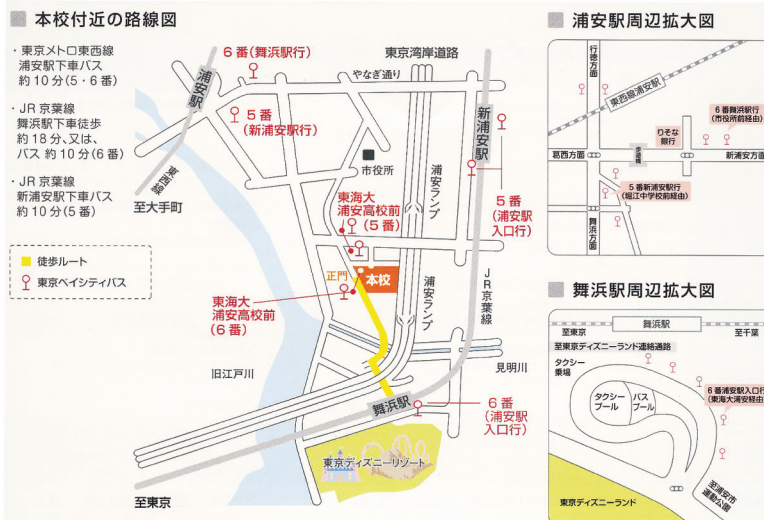 本校付近の路線図
・東京メトロ東西線
浦安駅下車バス
約10分(5・6番)
・JR京葉線
舞浜駅下車徒歩
約18分、又は、
バス 約10分(6番)
・JR京葉線
新浦安駅下車バス
約10分(5番)
徒歩ルート
東京ベイシティバス
6番(舞浜駅行)
東京湾岸道路
やなぎ通り
浦安駅
5番
(新浦安駅行)
新浦安駅
市役所
浦安ランプ
東西線
至大手町
東海大
浦安高校前
(5番)
5番
(浦安駅
入口行)
正門
本校
浦安ランプ
JR京葉線
東海大
浦安高校前
(6番)
旧江戸川
見明川
舞浜駅
6番
(浦安駅
入口行)
東京ディズニーリゾート
至東京
浦安駅周辺拡大図
行徳方面
東西線浦安駅
6番舞浜駅行
(市役所前経由)
りそな
銀行
葛西方面
歩道橋
新浦安方面
5番新浦安駅行
(堀江中学校前経由)
舞浜方面
舞浜駅周辺拡大図
舞浜駅
至東京
至千葉
至東京ディズニーランド連絡通路
タクシー
乗場
タクシー
プール
バス
プール
6番浦安駅入口行
(東海大浦安経由)
至浦安市
運動公園
東京ディズニーランド